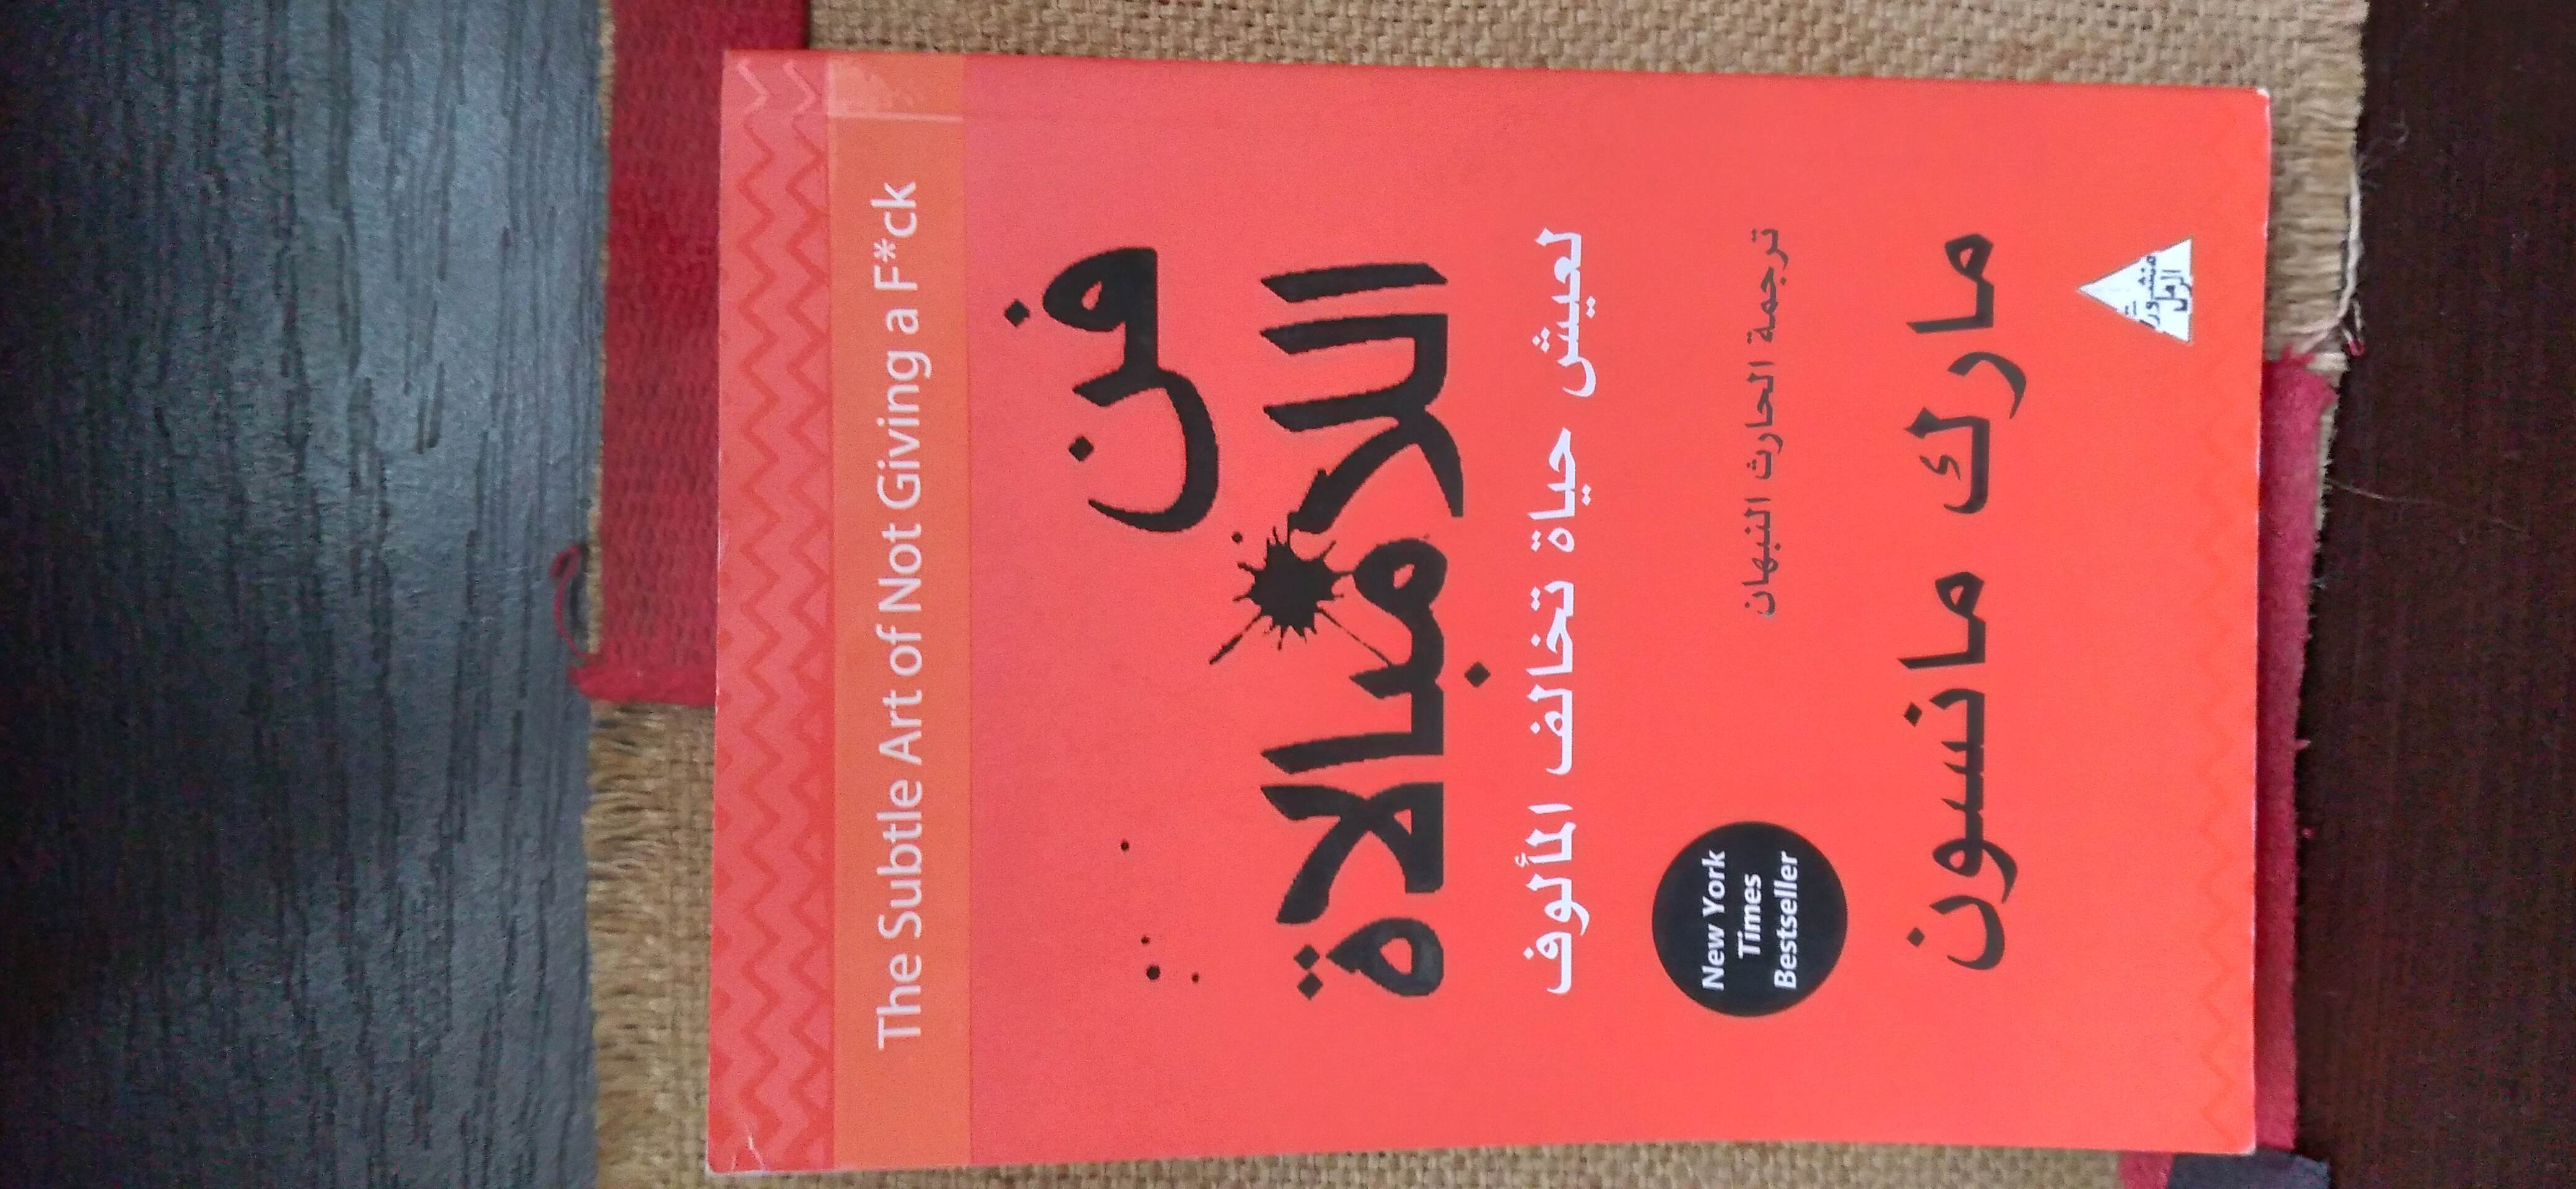 The Subtle Art of Not Giving a F*ck
فن
اللامبالاة
لعيش حياة تخالف المألوف
New York
Times
Bestseller
ترجمة الحارث النبهان
مارك مانسون
منشورات
الرمل